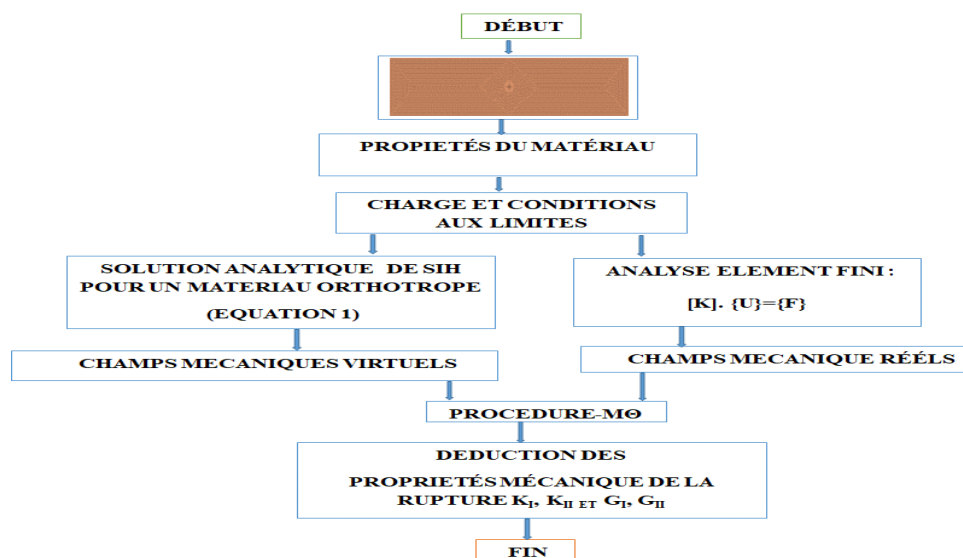 DÉBUT
PROPIETÉS DU MATÉRIAU
CHARGE ET CONDITIONS
AUX LIMITES
SOLUTION ANALYTIQUE DE SIH
POUR UN MATERIAU ORTHOTROPE
(EQUATION 1)
ANALYSE ELEMENT FINI :
[K]. {U}={F}
CHAMPS MECANIQUES VIRTUELS
CHAMPS MECANIQUE RÉÉLS
PROCEDURE-MΘ
DEDUCTION DES
PROPRIETÉS MÉCANIQUE DE LA
RUPTURE KI, KII ET GI, GII
FIN